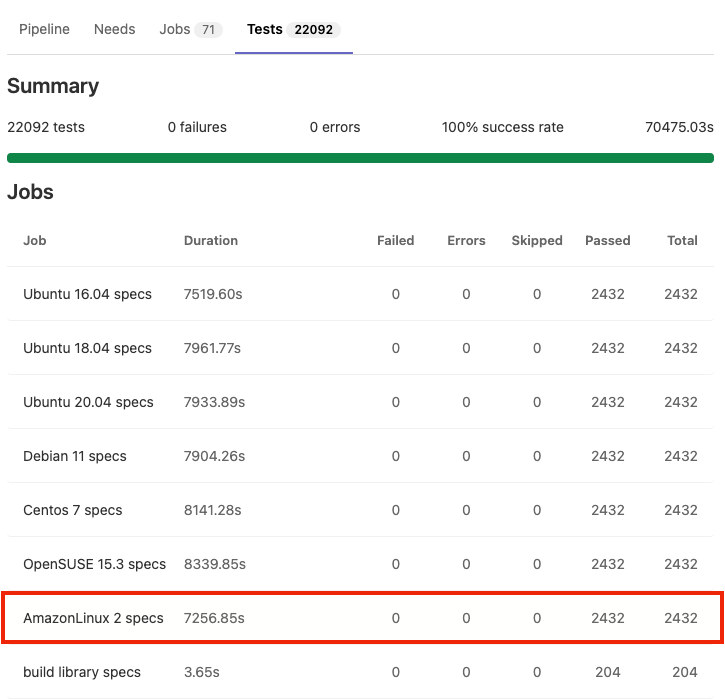 Pipeline Needs Jobs 71 Tests 22092
Summary
22092 tests 0 failures 0 errors 100% success rate 70475.03s
Jobs
Job Duration Failed Errors Skipped Passed Total
Ubuntu 16.04 specs 7519.60s 0 0 0 2432 2432
Ubuntu 18.04 specs 7961.77s 0 0 0 2432 2432
Ubuntu 20.04 specs 7933.89s 0 0 0 2432 2432
Debian 11 specs 7904.26s 0 0 0 2432 2432
Centos 7 specs 8141.28s 0 0 0 2432 2432
OpenSUSE 15.3 specs 8339.85s 0 0 0 2432 2432
AmazonLinux 2 specs 7256.85s 0 0 0 2432 2432
build library specs 3.65s 0 0 0 204 204